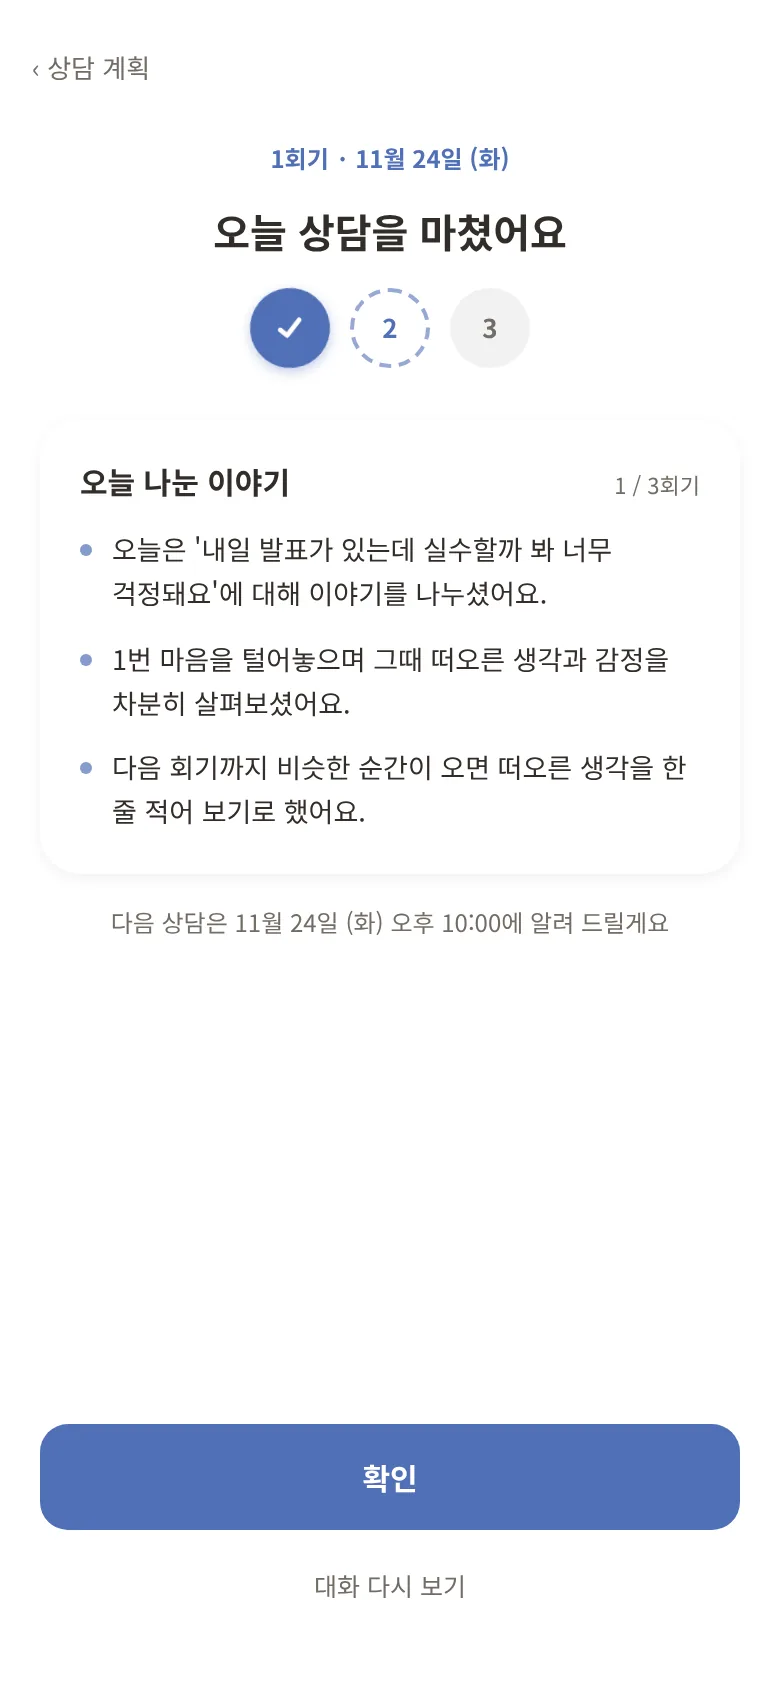 ‹ 상담 계획
1회기 · 11월 24일 (화)
오늘 상담을 마쳤어요
2
3
오늘 나눈 이야기
1 / 3회기
오늘은 '내일 발표가 있는데 실수할까 봐 너무
걱정돼요'에 대해 이야기를 나누셨어요.
1번 마음을 털어놓으며 그때 떠오른 생각과 감정을
차분히 살펴보셨어요.
다음 회기까지 비슷한 순간이 오면 떠오른 생각을 한
줄 적어 보기로 했어요.
다음 상담은 11월 24일 (화) 오후 10:00에 알려 드릴게요
확인
대화 다시 보기